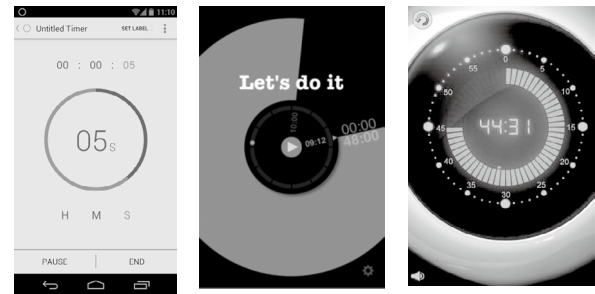 11:10
Untitled Timer
SET LABEL
00 : 00 : 05
05 S
H M S
PAUSE
END
Let's do it
10:00
09:12
00:00
48:00
0
5
10
15
20
25
30
35
40
45
50
55
44:31